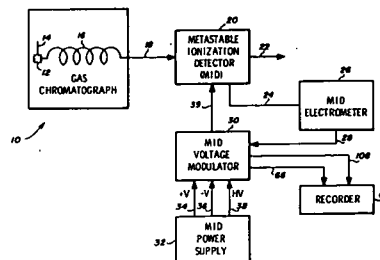 14
16
12
GAS
CHROMATOGRAPH
10
18
20
METASTABLE
IONIZATION
DETECTOR
(MID)
22
24
26
MID
ELECTROMETER
28
39
30
MID
VOLTAGE
MODULATOR
108
66
RECORDER
+V
-V
HV
34
36
38
32
MID
POWER
SUPPLY